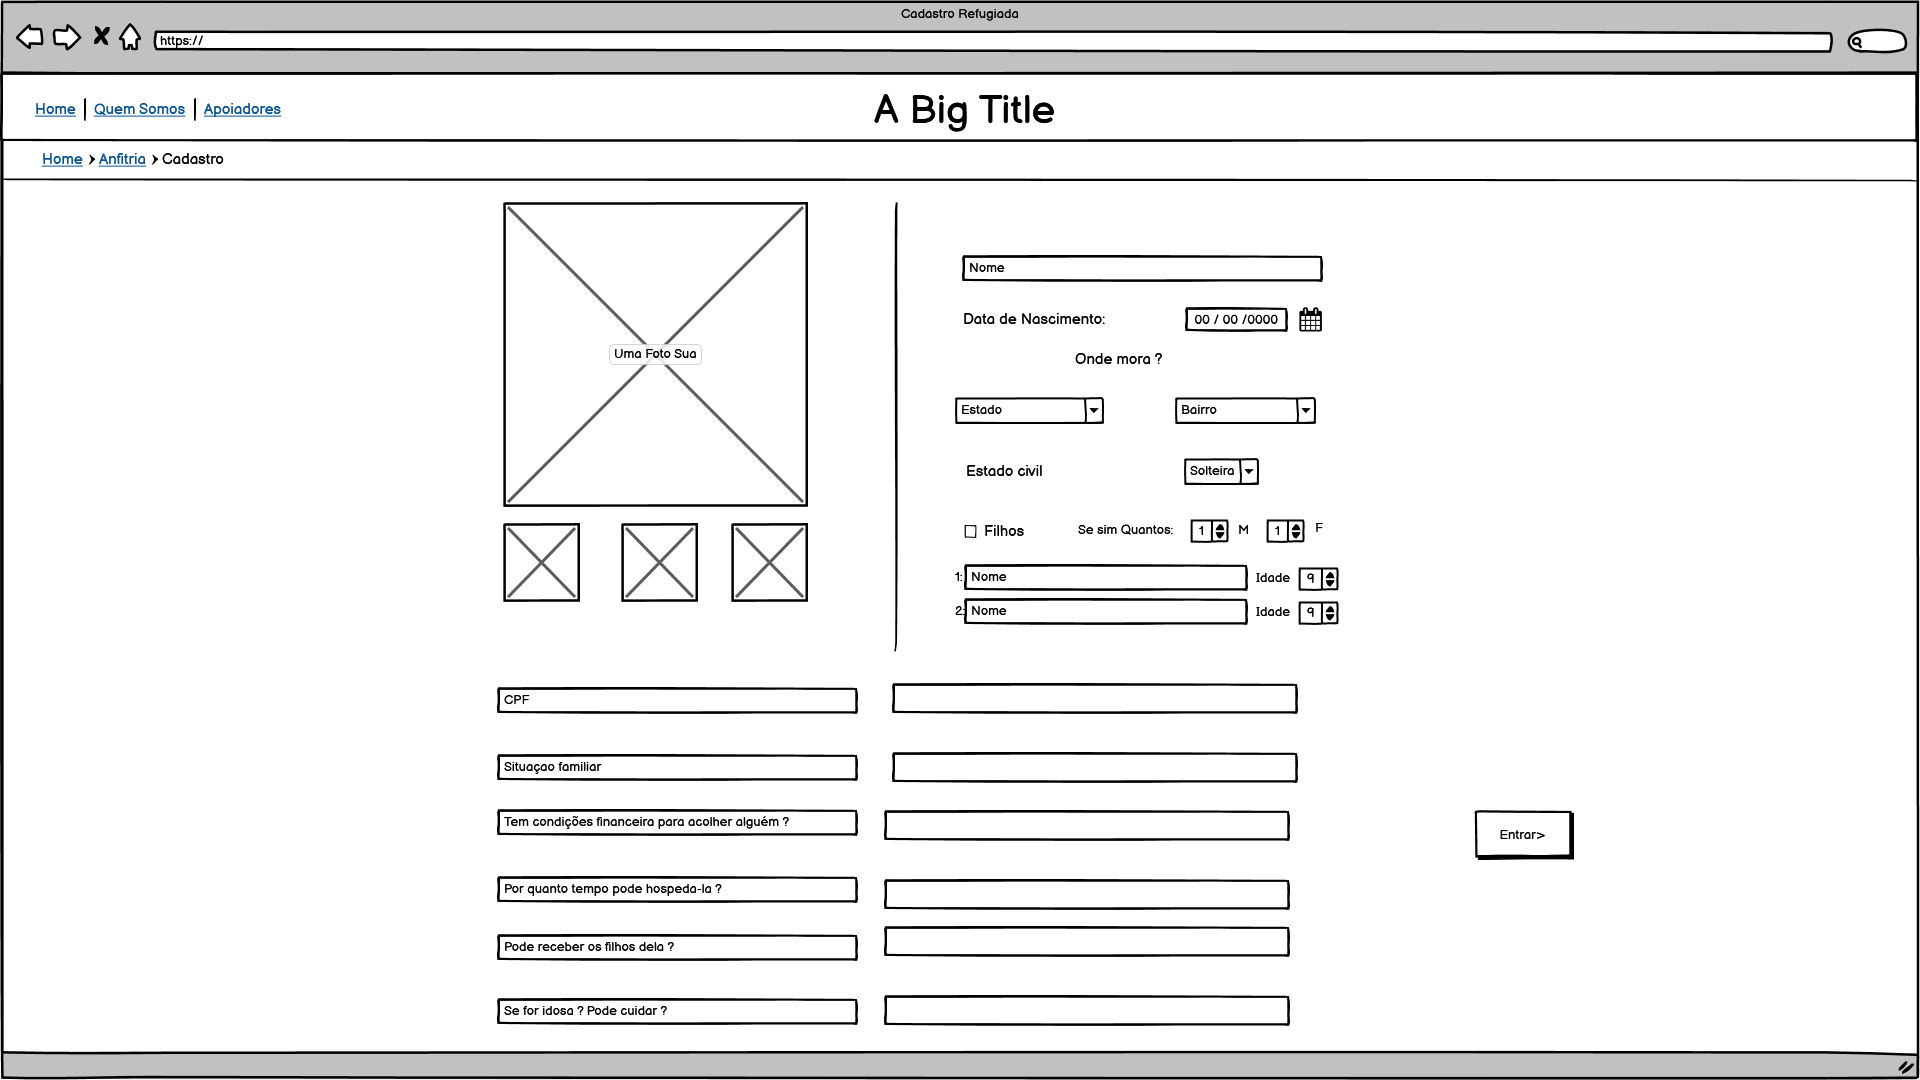 Cadastro Refugiada
https://
Home Quem Somos Apoiadores
A Big Title
Home Anfitria Cadastro
Uma Foto Sua
Nome
Data de Nascimento: 00 / 00 /0000
Onde mora ?
Estado Bairro
Estado civil Solteira
Filhos Se sim Quantos: 1 M 1 F
1: Nome Idade 9
2: Nome Idade 9
CPF
Situaçao familiar
Tem condições financeira para acolher alguém ?
Entrar>
Por quanto tempo pode hospeda-la ?
Pode receber os filhos dela ?
Se for idosa ? Pode cuidar ?